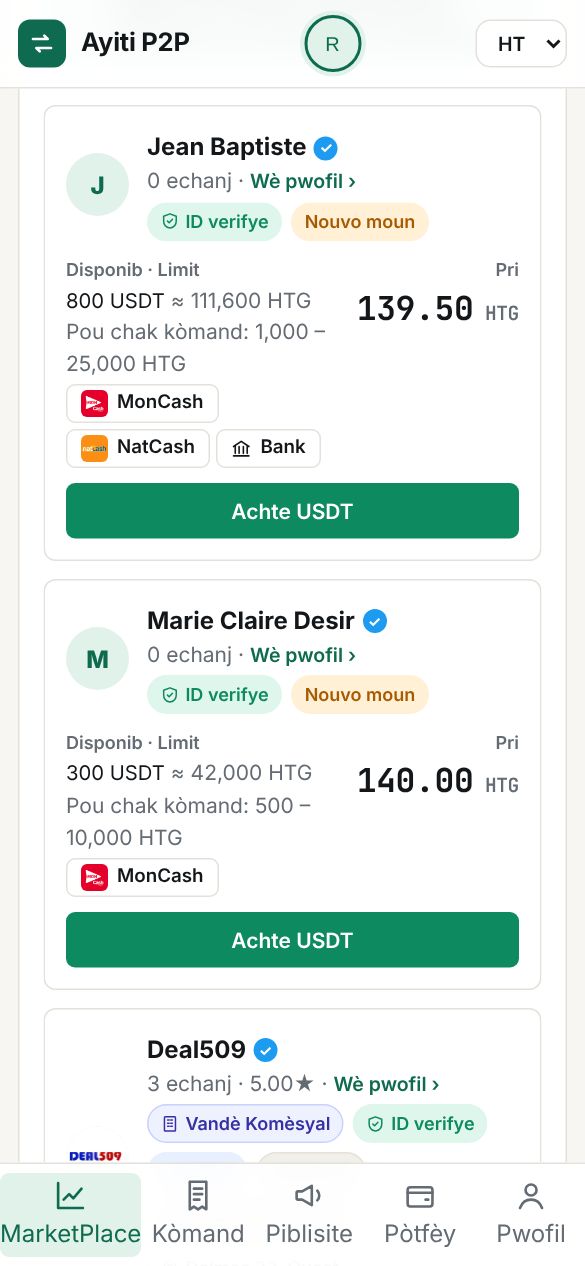 Ayiti P2P
R
HT
J
Jean Baptiste
0 echanj · Wè pwofil ›
ID verifye
Nouvo moun
Disponib · Limit
Pri
800 USDT ≈ 111,600 HTG
139.50 HTG
Pou chak kòmand: 1,000 –
25,000 HTG
MonCash
NatCash
Bank
Achte USDT
M
Marie Claire Desir
0 echanj · Wè pwofil ›
ID verifye
Nouvo moun
Disponib · Limit
Pri
300 USDT ≈ 42,000 HTG
140.00 HTG
Pou chak kòmand: 500 –
10,000 HTG
MonCash
Achte USDT
Deal509
3 echanj · 5.00★ · Wè pwofil ›
Vandè Komèsyal
ID verifye
DEAL509
MarketPlace
Kòmand
Piblisite
Pòtfèy
Pwofil